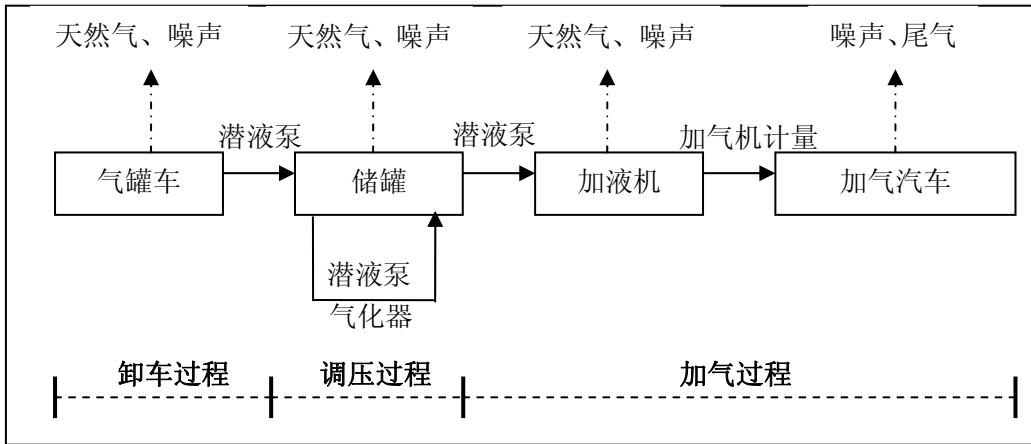 天然气、噪声
天然气、噪声
天然气、噪声
噪声、尾气
潜液泵
潜液泵
加气机计量
气罐车
储罐
加液机
加气汽车
潜液泵
气化器
卸车过程
调压过程
加气过程